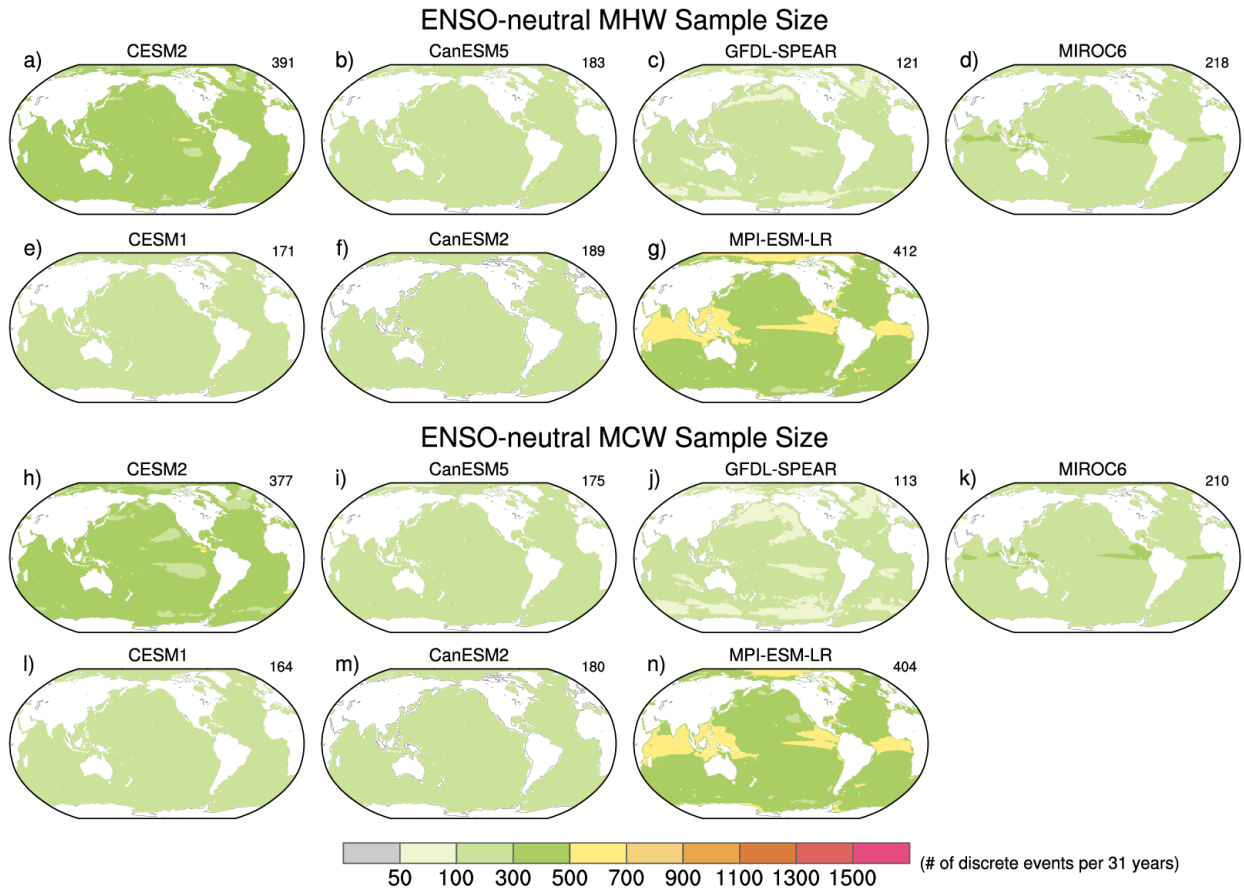 ENSO-neutral MHW Sample Size
a) CESM2 391
b) CanESM5 183
c) GFDL-SPEAR 121
d) MIROC6 218
e) CESM1 171
f) CanESM2 189
g) MPI-ESM-LR 412
ENSO-neutral MCW Sample Size
h) CESM2 377
i) CanESM5 175
j) GFDL-SPEAR 113
k) MIROC6 210
l) CESM1 164
m) CanESM2 180
n) MPI-ESM-LR 404
50 100 300 500 700 900 1100 1300 1500
(# of discrete events per 31 years)